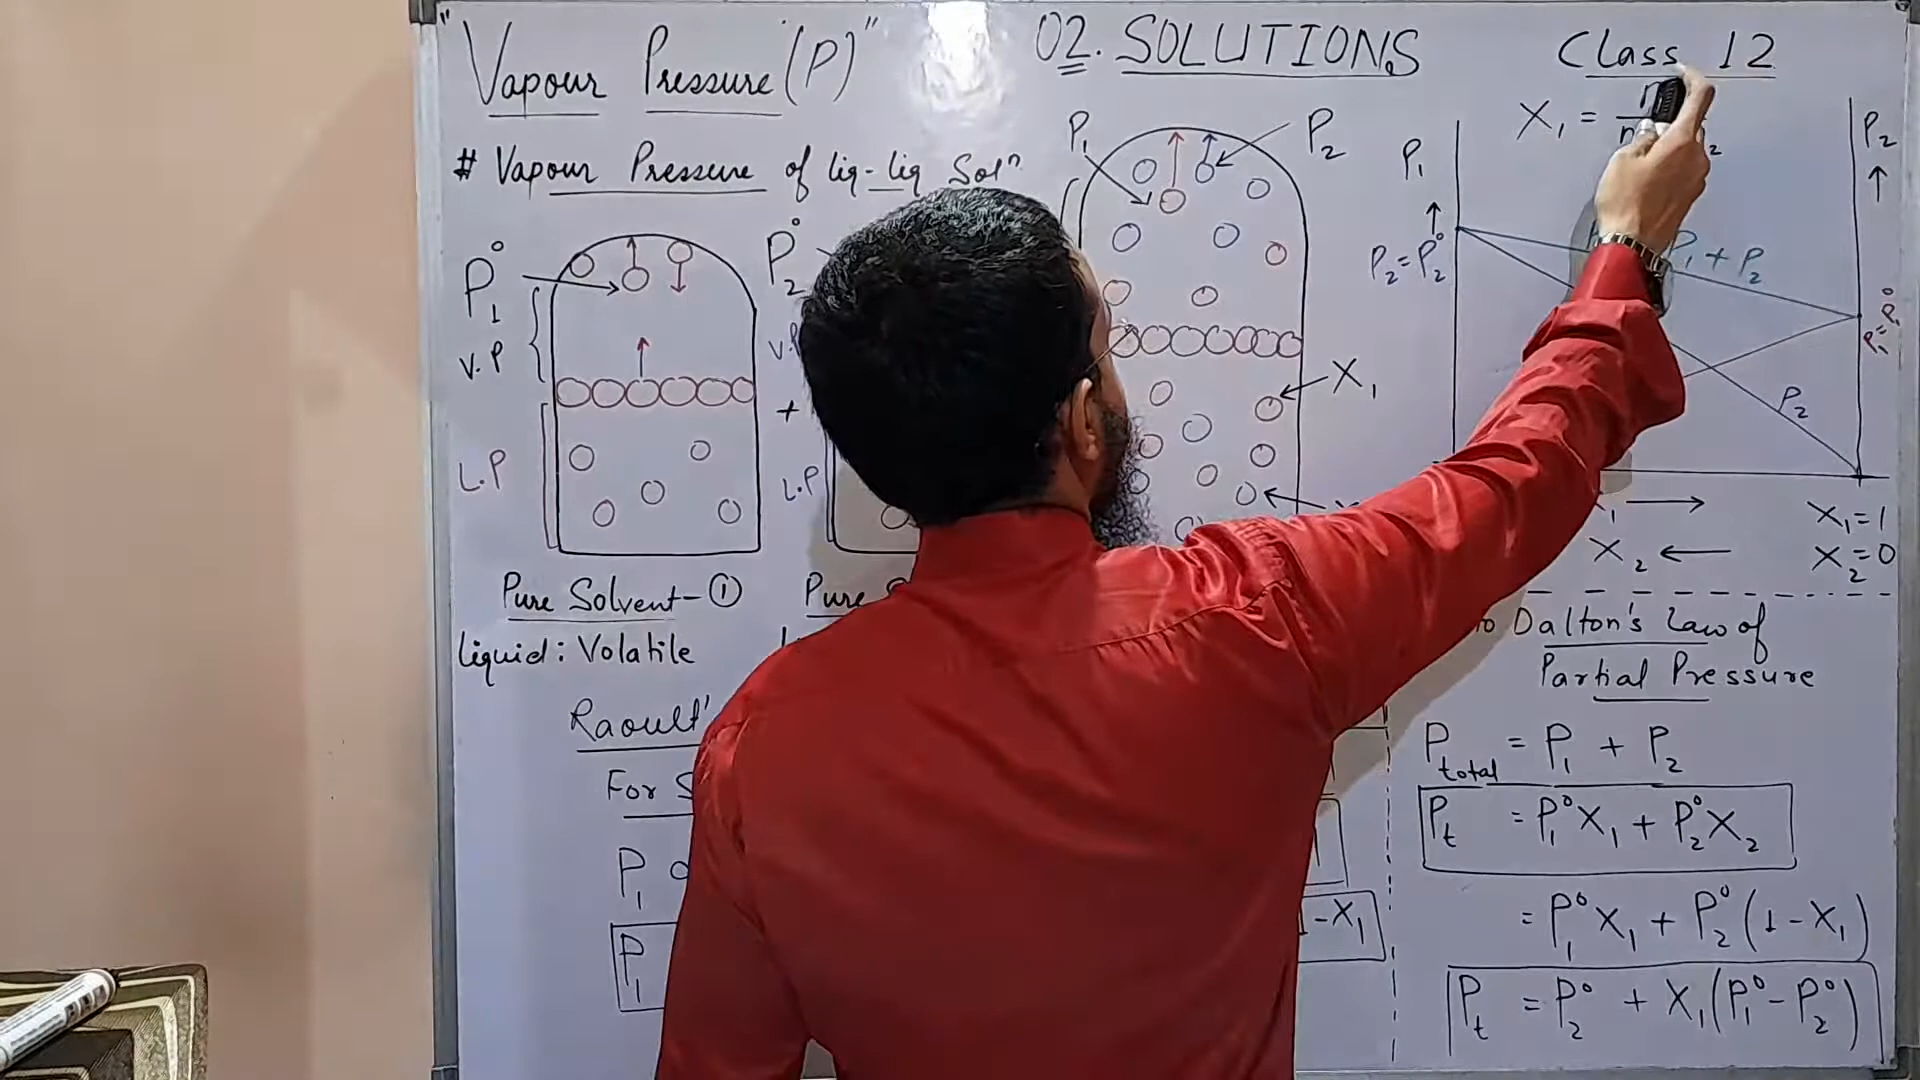 "Vapour Pressure (P)"
02. SOLUTIONS
Class 12
# Vapour Pressure of liq-liq Solⁿ
P₁°
V.P
L.P
Pure Solvent-①
Liquid: Volatile
P₂°
+
L.P
Pure
P₁
P₂
X₁
X₁ =
P₁ ↑
P₂ = P₂°
P₂ ↑
P₁ + P₂
P₁ = P₁°
P₂
X₁ = 1
X₂ ←
X₂ = 0
Raoult'
For S
P₁
P₁
1-X₁
to Dalton's Law of
Partial Pressure
P_total = P₁ + P₂
P_t = P₁°X₁ + P₂°X₂
= P₁°X₁ + P₂°(1-X₁)
P_t = P₂° + X₁(P₁°-P₂°)